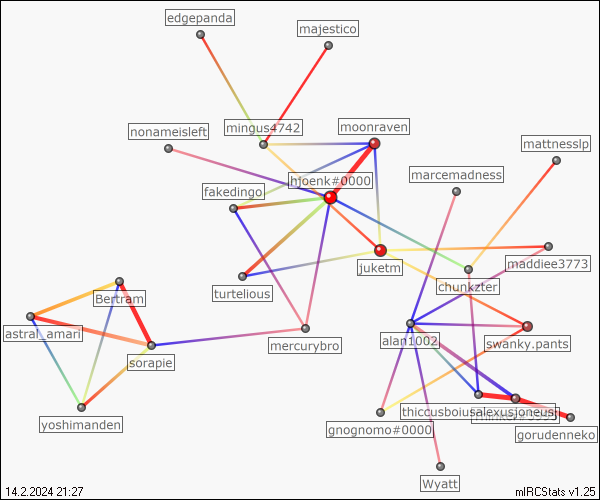 edgepanda
majestico
mingus4742
moonraven
nonameisleft
mattnesslp
marcemadness
hjoenk#0000
fakedingo
maddiee3773
juketm
chunkzter
turtelious
Bertram
astral_amari
alan1002
swanky.pants
mercurybro
sorapie
thiccusboiusalexusjoneus
yoshimanden
gnognomo#0000
gorudenneko
Wyatt
14.2.2024 21:27
mIRCStats v1.25